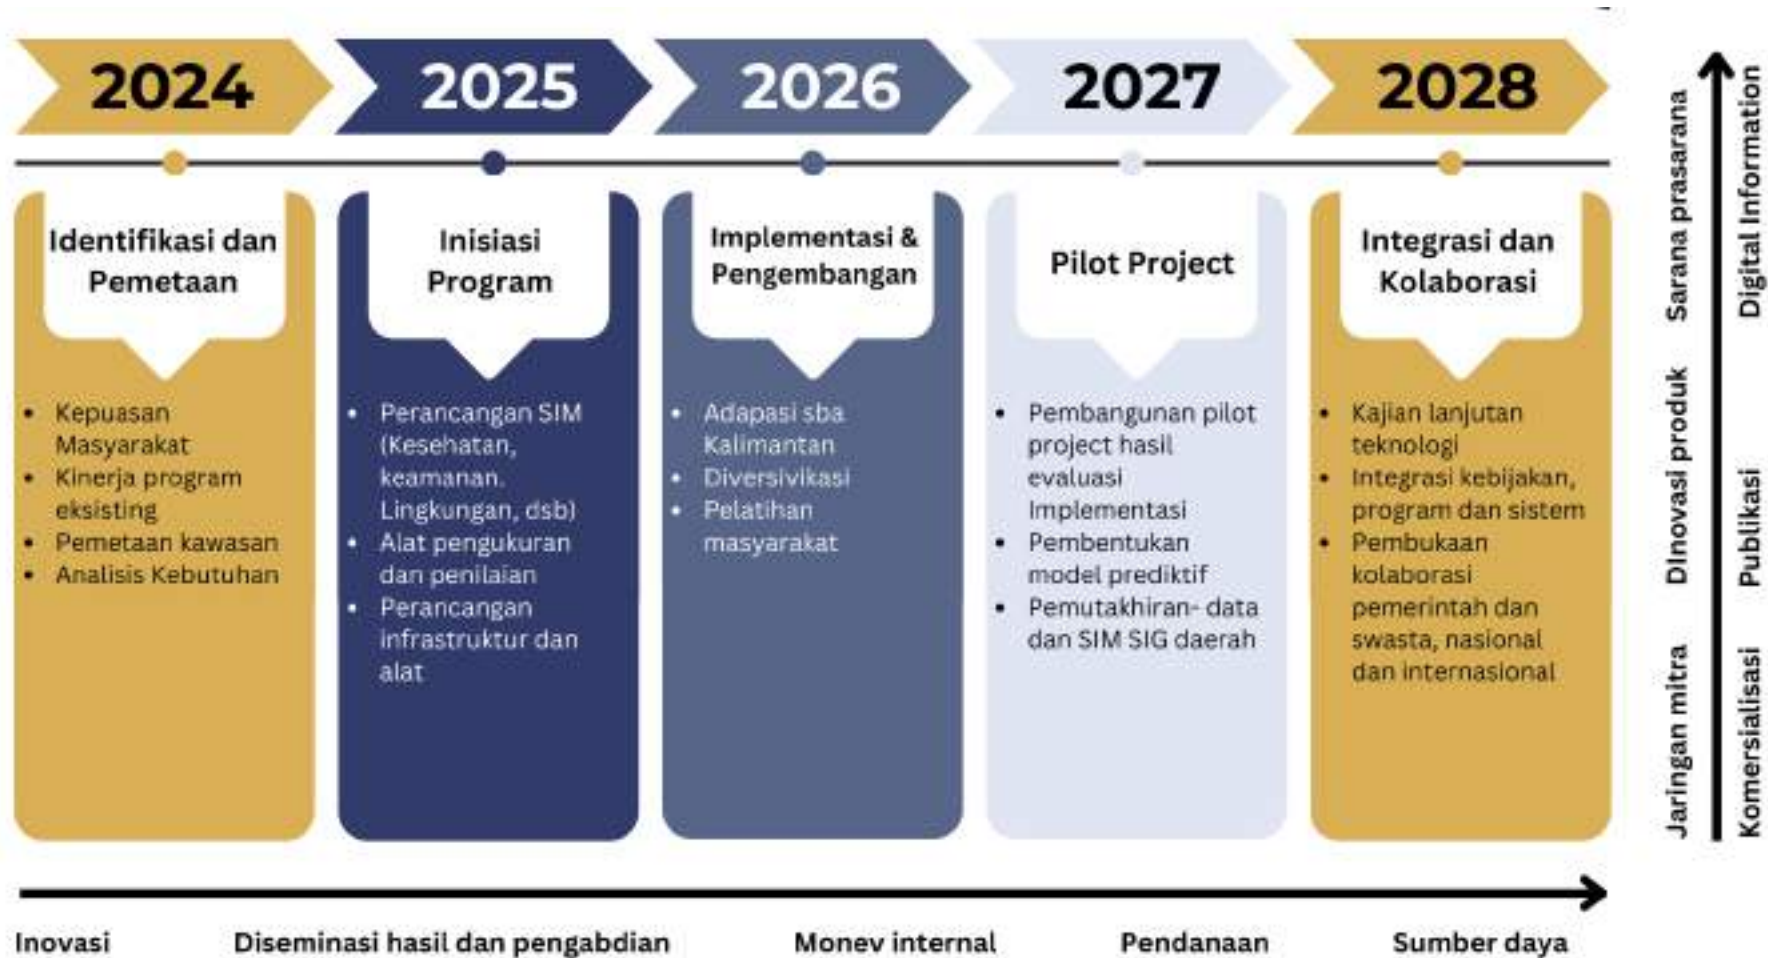 2024
2025
2026
2027
2028
Identifikasi dan
Pemetaan
Kepuasan
Masyarakat
Kinerja program
eksisting
Pemetaan kawasan
Analisis Kebutuhan
Inisiasi
Program
Perancangan SIM
(Kesehatan,
keamanan.
Lingkungan, dsb)
Alat pengukuran
dan penilaian
Perancangan
infrastruktur dan
alat
Implementasi &
Pengembangan
Adapasi sba
Kalimantan
Diversivikasi
Pelatihan
masyarakat
Pilot Project
Pembangunan pilot
project hasil
evaluasi
Implementasi
Pembentukan
model prediktif
Pemutakhiran- data
dan SIM SIG daerah
Integrasi dan
Kolaborasi
Kajian lanjutan
teknologi
Integrasi kebijakan,
program dan sistem
Pembukaan
kolaborasi
pemerintah dan
swasta, nasional
dan internasional
Jaringan mitra
DInovasi produk
Sarana prasarana
Komersialisasi
Publikasi
Digital Information
Inovasi
Diseminasi hasil dan pengabdian
Monev internal
Pendanaan
Sumber daya